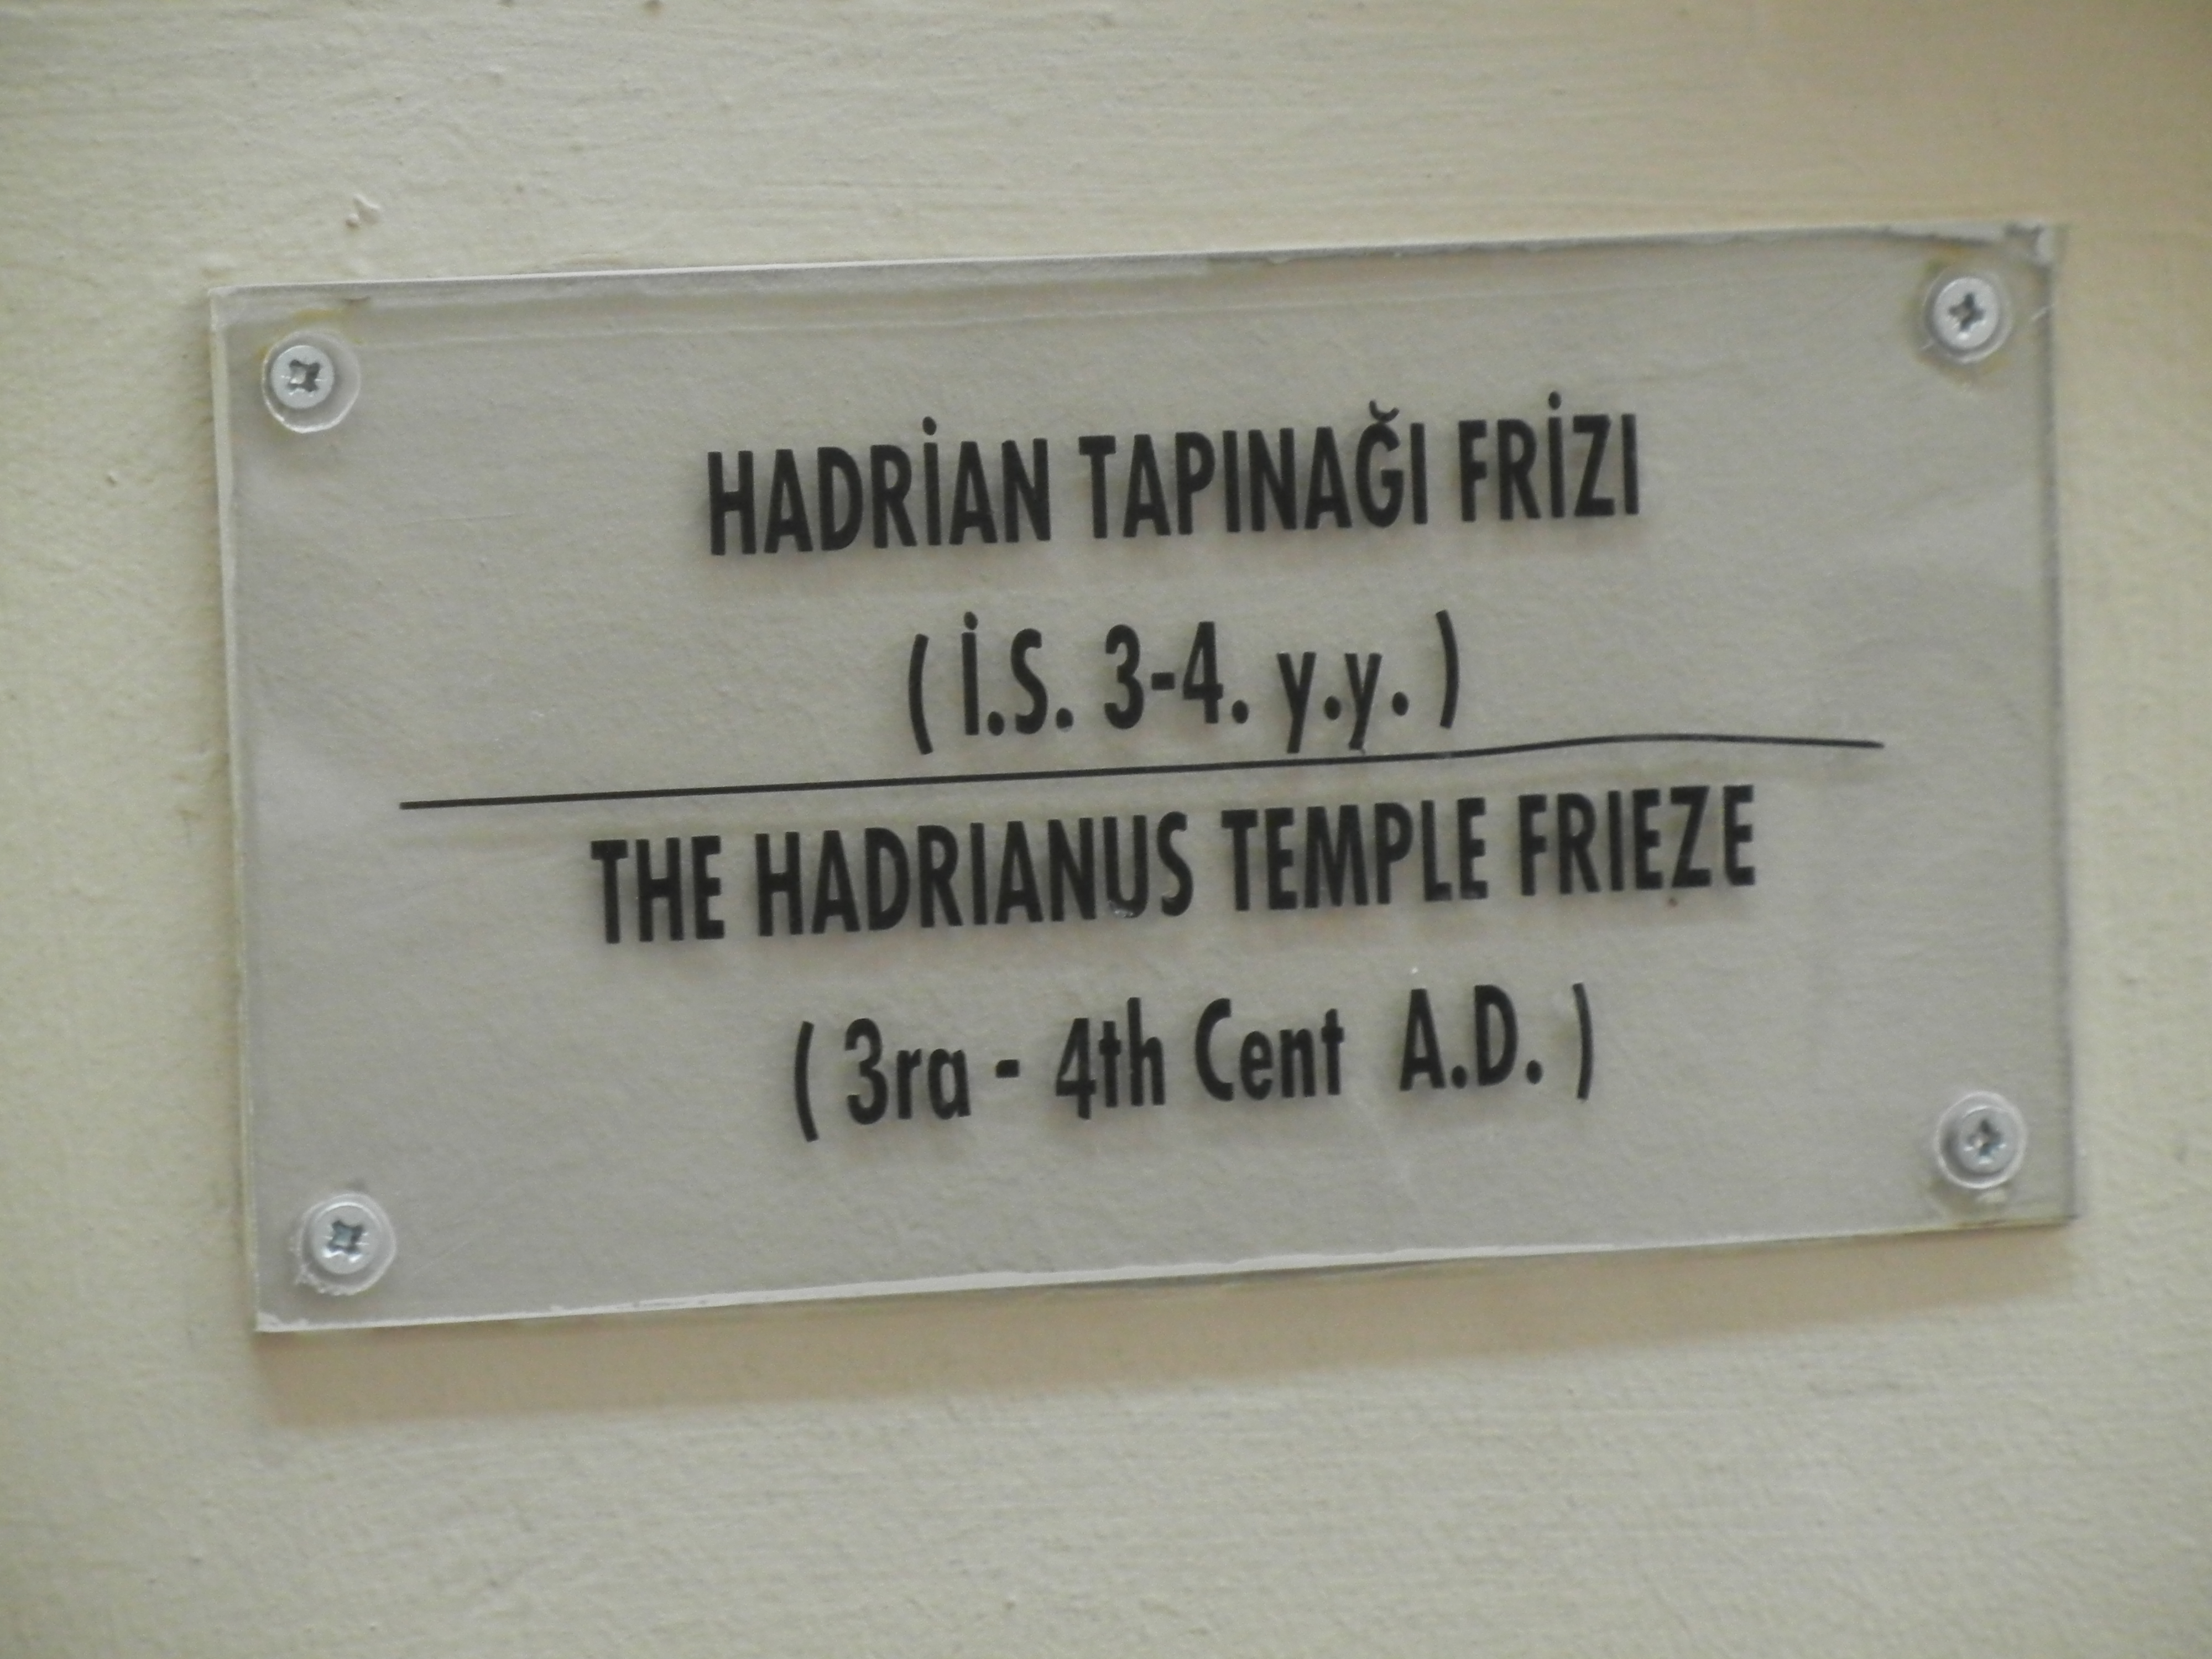 HADRİAN TAPINAĞI FRİZI
( İ.S. 3-4. y.y. )
THE HADRIANUS TEMPLE FRIEZE
( 3ra - 4th Cent A.D. )